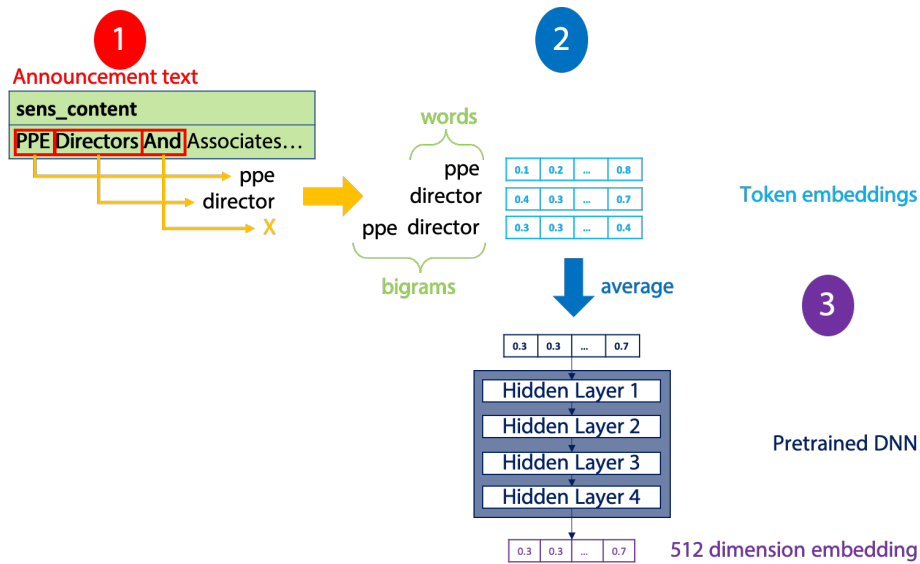 1
2
Announcement text
sens_content
PPE Directors And Associates...
words
ppe
director
X
ppe
director
ppe director
bigrams
0.1 0.2 ... 0.8
0.4 0.3 ... 0.7
0.3 0.3 ... 0.4
Token embeddings
average
3
0.3 0.3 ... 0.7
Hidden Layer 1
Hidden Layer 2
Hidden Layer 3
Hidden Layer 4
Pretrained DNN
0.3 0.3 ... 0.7
512 dimension embedding